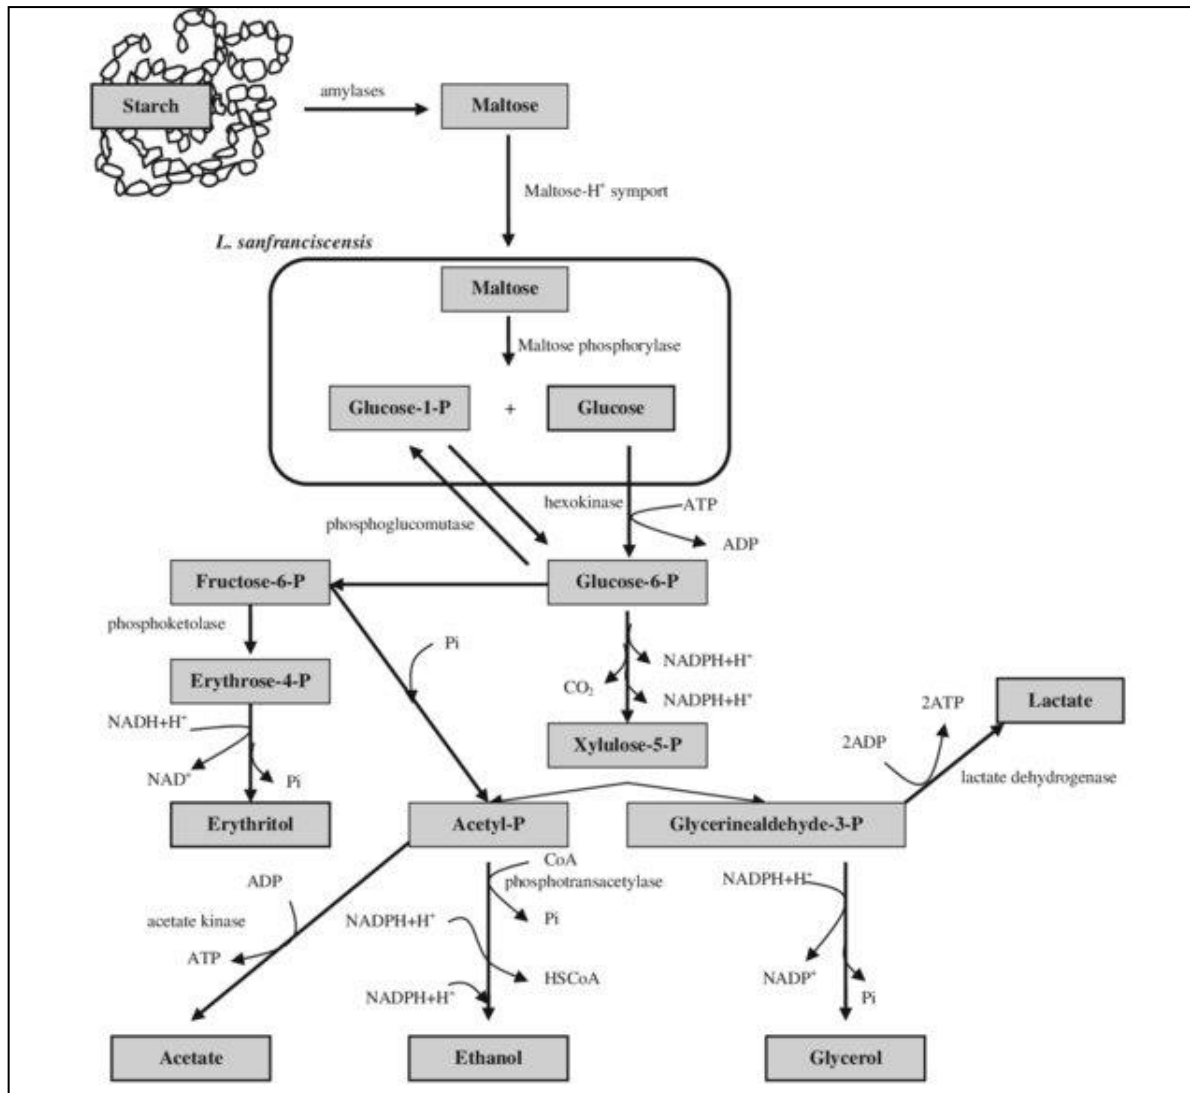 Starch
amylases
Maltose
Maltose-H⁺ symport
L. sanfranciscensis
Maltose
Maltose phosphorylase
Glucose-1-P
+
Glucose
hexokinase
ATP
phosphoglucomutase
ADP
Fructose-6-P
Glucose-6-P
phosphoketolase
Pi
NADPH+H⁺
Erythrose-4-P
CO₂
NADPH+H⁺
2ATP
Lactate
NADH+H⁺
Xylulose-5-P
2ADP
NAD⁺
Pi
lactate dehydrogenase
Erythritol
Acetyl-P
Glycerinealdehyde-3-P
CoA
ADP
phosphotransacetylase
NADPH+H⁺
acetate kinase
NADPH+H⁺
Pi
ATP
HSCoA
NADP⁺
NADPH+H⁺
Pi
Acetate
Ethanol
Glycerol